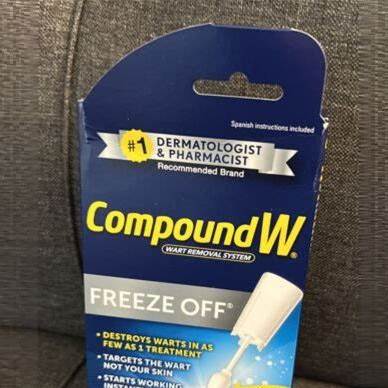 Spanish instructions included
#1 DERMATOLOGIST
& PHARMACIST
Recommended Brand
CompoundW®
WART REMOVAL SYSTEM
FREEZE OFF®
• DESTROYS WARTS IN AS
FEW AS 1 TREATMENT
• TARGETS THE WART
NOT YOUR SKIN
• STARTS WORKING